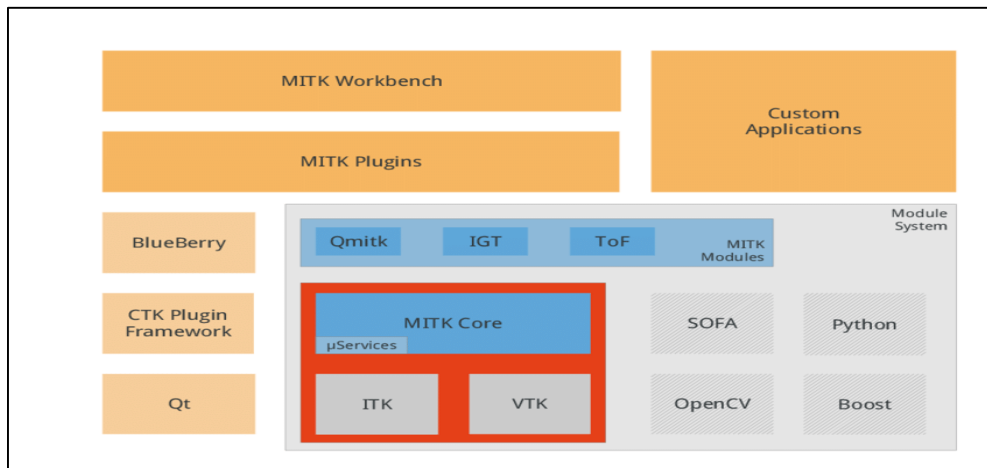 MITK Workbench
Custom
Applications
MITK Plugins
Module
System
BlueBerry
Qmitk
IGT
ToF
MITK
Modules
CTK Plugin
Framework
MITK Core
µServices
SOFA
Python
Qt
ITK
VTK
OpenCV
Boost